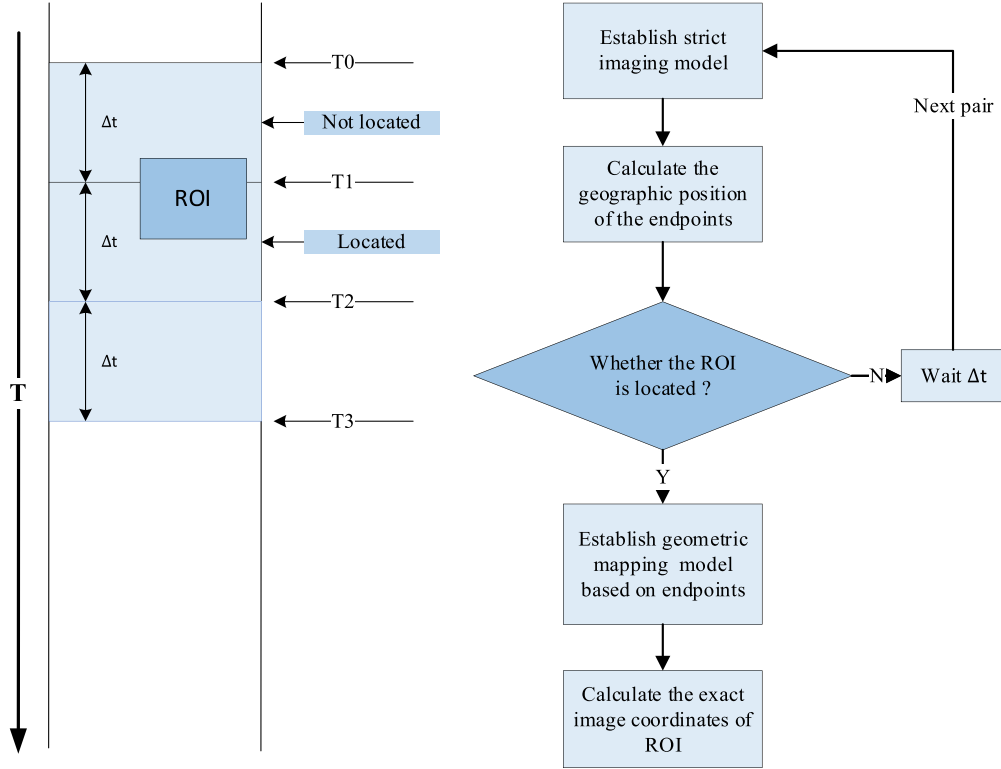 T
Δt
Δt
Δt
ROI
T0
Not located
T1
Located
T2
T3
Establish strict
imaging model
Calculate the
geographic position
of the endpoints
Whether the ROI
is located ?
N
Wait Δt
Next pair
Y
Establish geometric
mapping model
based on endpoints
Calculate the exact
image coordinates of
ROI